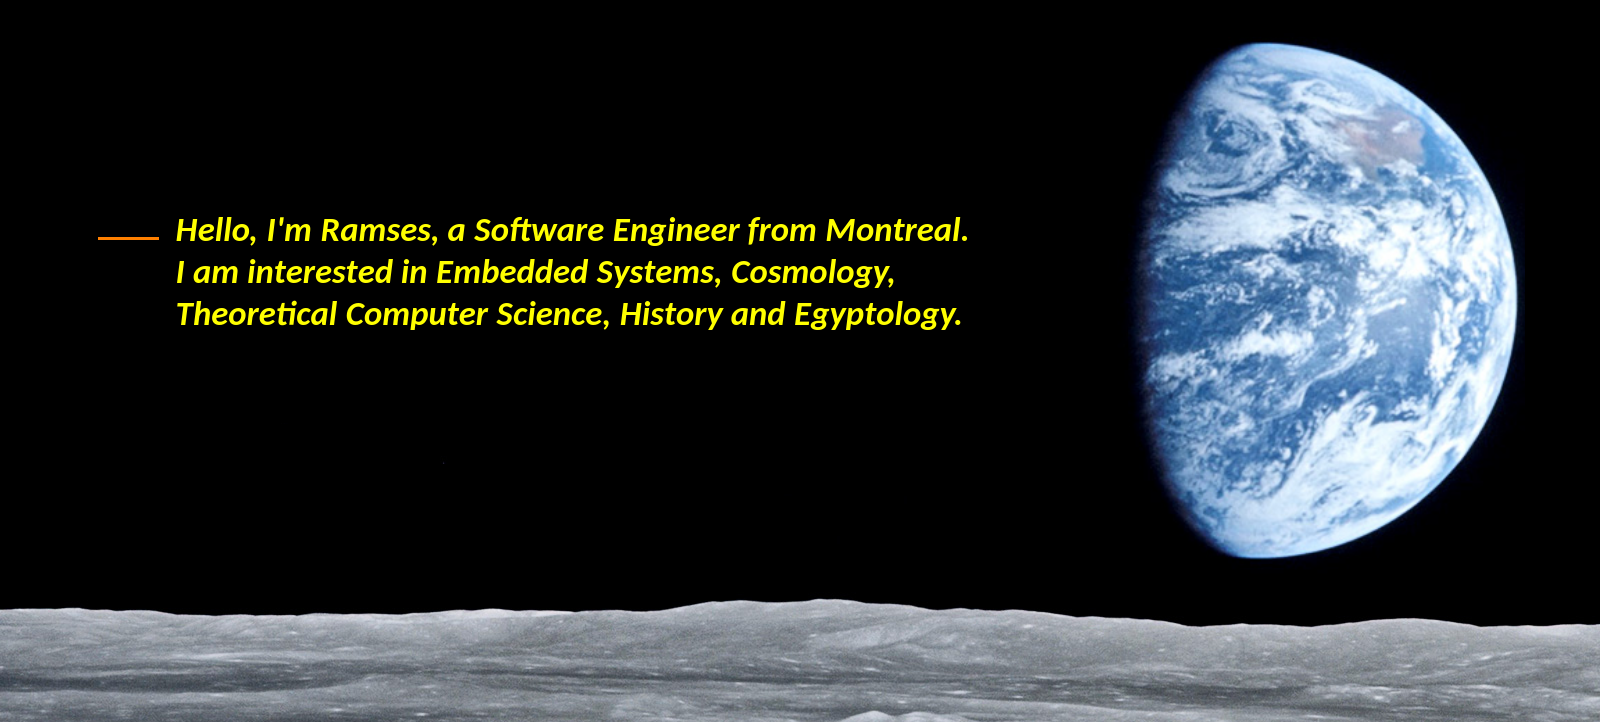 Hello, I'm Ramses, a Software Engineer from Montreal.
I am interested in Embedded Systems, Cosmology,
Theoretical Computer Science, History and Egyptology.